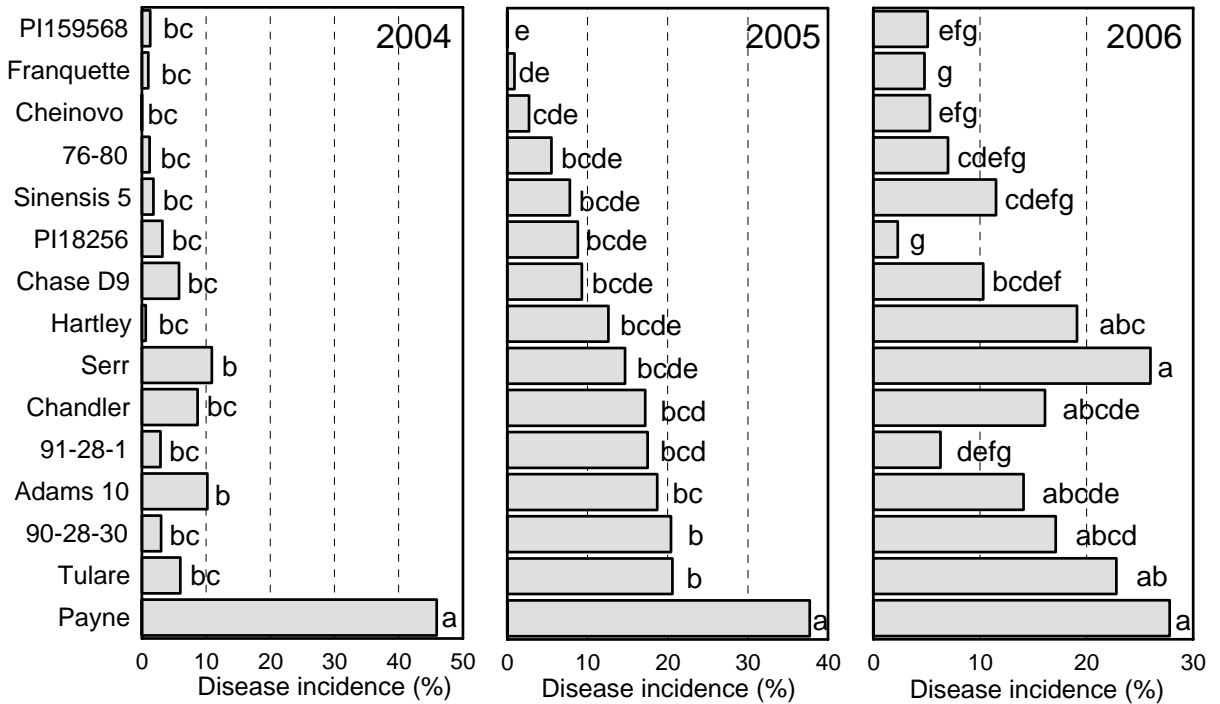 PI159568 bc 2004 e 2005 efg 2006
Franquette bc de g
Cheinovo bc cde efg
76-80 bc bcde cdefg
Sinensis 5 bc bcde cdefg
PI18256 bc bcde g
Chase D9 bc bcde bcdef
Hartley bc bcde abc
Serr b bcde a
Chandler bc bcd abcde
91-28-1 bc bcd defg
Adams 10 b bc abcde
90-28-30 bc b abcd
Tulare bc b ab
Payne a a a
0 10 20 30 40 50 0 10 20 30 40 0 10 20 30
Disease incidence (%) Disease incidence (%) Disease incidence (%)